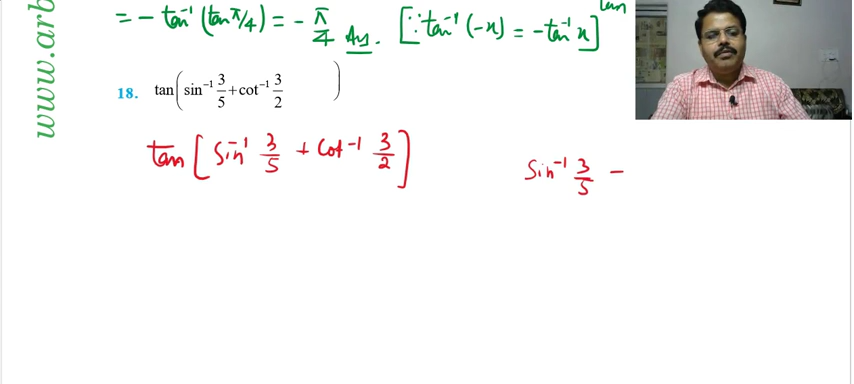 = - tan⁻¹(tan π/4) = - π/4 Ans. [∵ tan⁻¹(-x) = - tan⁻¹ x]
tan
www.arb
18. tan(sin⁻¹ 3/5 + cot⁻¹ 3/2)
tan [sin⁻¹ 3/5 + cot⁻¹ 3/2]
sin⁻¹ 3/5 -